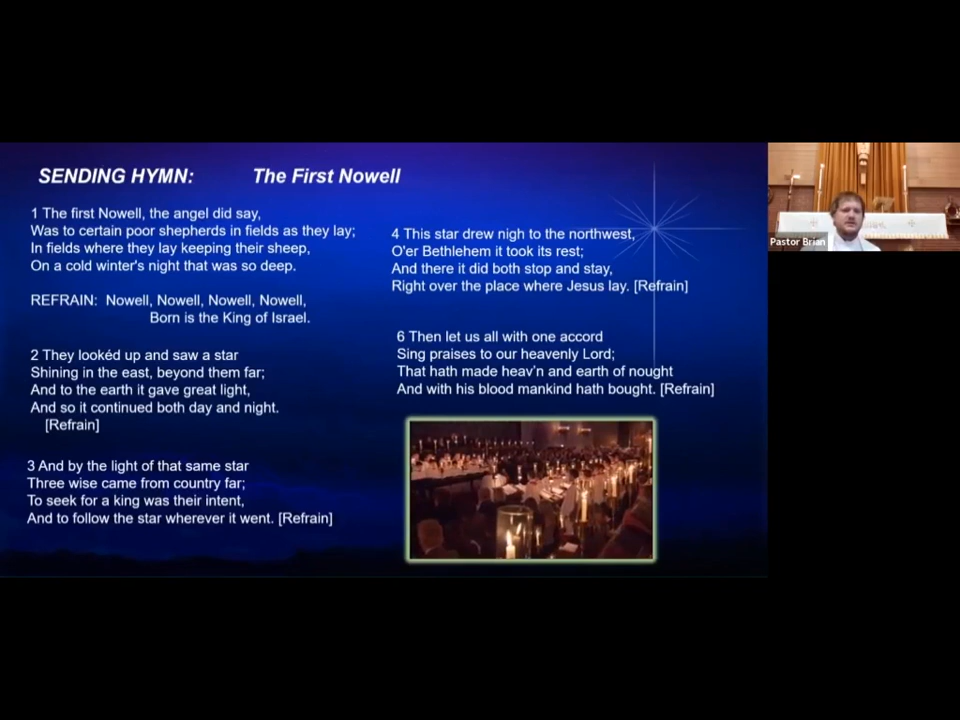 SENDING HYMN: The First Nowell
1 The first Nowell, the angel did say,
Was to certain poor shepherds in fields as they lay;
In fields where they lay keeping their sheep,
On a cold winter's night that was so deep.
REFRAIN: Nowell, Nowell, Nowell, Nowell,
Born is the King of Israel.
2 They lookéd up and saw a star
Shining in the east, beyond them far;
And to the earth it gave great light,
And so it continued both day and night.
[Refrain]
3 And by the light of that same star
Three wise came from country far;
To seek for a king was their intent,
And to follow the star wherever it went. [Refrain]
4 This star drew nigh to the northwest,
O'er Bethlehem it took its rest;
And there it did both stop and stay,
Right over the place where Jesus lay. [Refrain]
6 Then let us all with one accord
Sing praises to our heavenly Lord;
That hath made heav'n and earth of nought
And with his blood mankind hath bought. [Refrain]
Pastor Brian